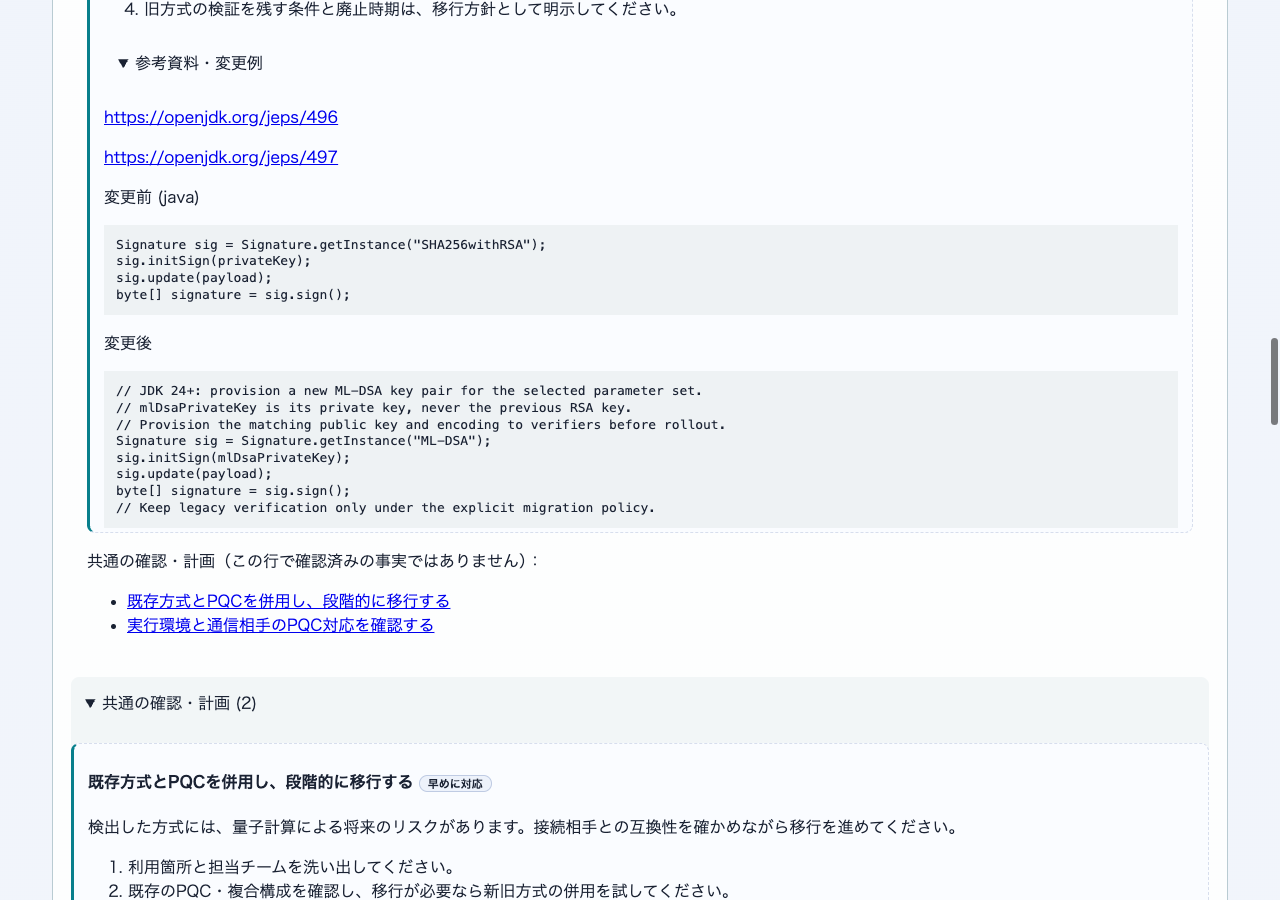 4. 旧方式の検証を残す条件と廃止時期は、移行方針として明示してください。
▼ 参考資料・変更例
https://openjdk.org/jeps/496
https://openjdk.org/jeps/497
変更前 (java)
Signature sig = Signature.getInstance("SHA256withRSA");
sig.initSign(privateKey);
sig.update(payload);
byte[] signature = sig.sign();
変更後
// JDK 24+: provision a new ML-DSA key pair for the selected parameter set.
// mlDsaPrivateKey is its private key, never the previous RSA key.
// Provision the matching public key and encoding to verifiers before rollout.
Signature sig = Signature.getInstance("ML-DSA");
sig.initSign(mlDsaPrivateKey);
sig.update(payload);
byte[] signature = sig.sign();
// Keep legacy verification only under the explicit migration policy.
共通の確認・計画（この行で確認済みの事実ではありません）:
• 既存方式とPQCを併用し、段階的に移行する
• 実行環境と通信相手のPQC対応を確認する
▼ 共通の確認・計画 (2)
既存方式とPQCを併用し、段階的に移行する 早めに対応
検出した方式には、量子計算による将来のリスクがあります。接続相手との互換性を確かめながら移行を進めてください。
1. 利用箇所と担当チームを洗い出してください。
2. 既存のPQC・複合構成を確認し、移行が必要なら新旧方式の併用を試してください。